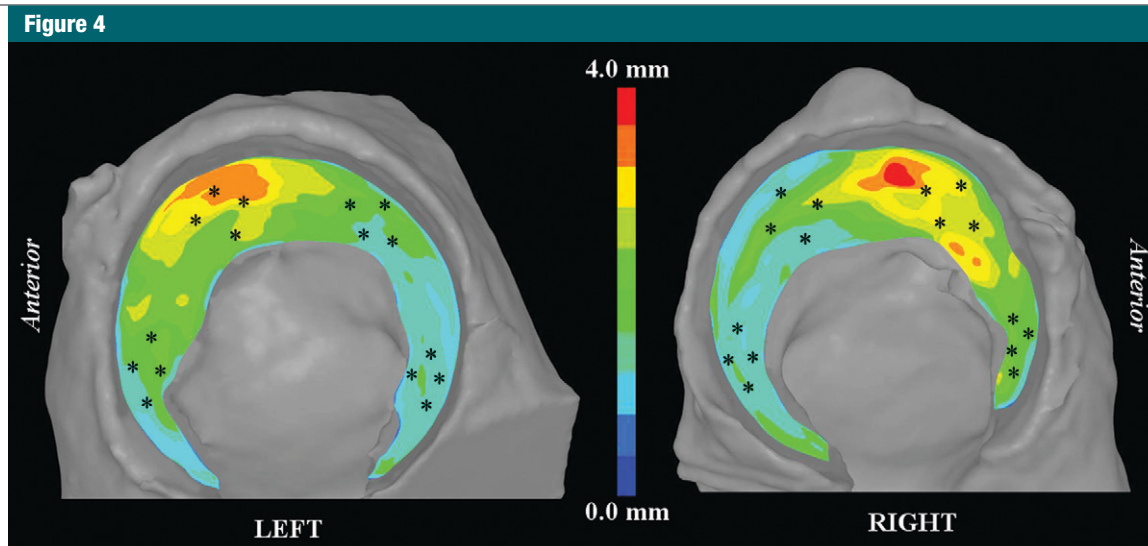 Figure 4
4.0 mm
Anterior
Anterior
0.0 mm
LEFT
RIGHT